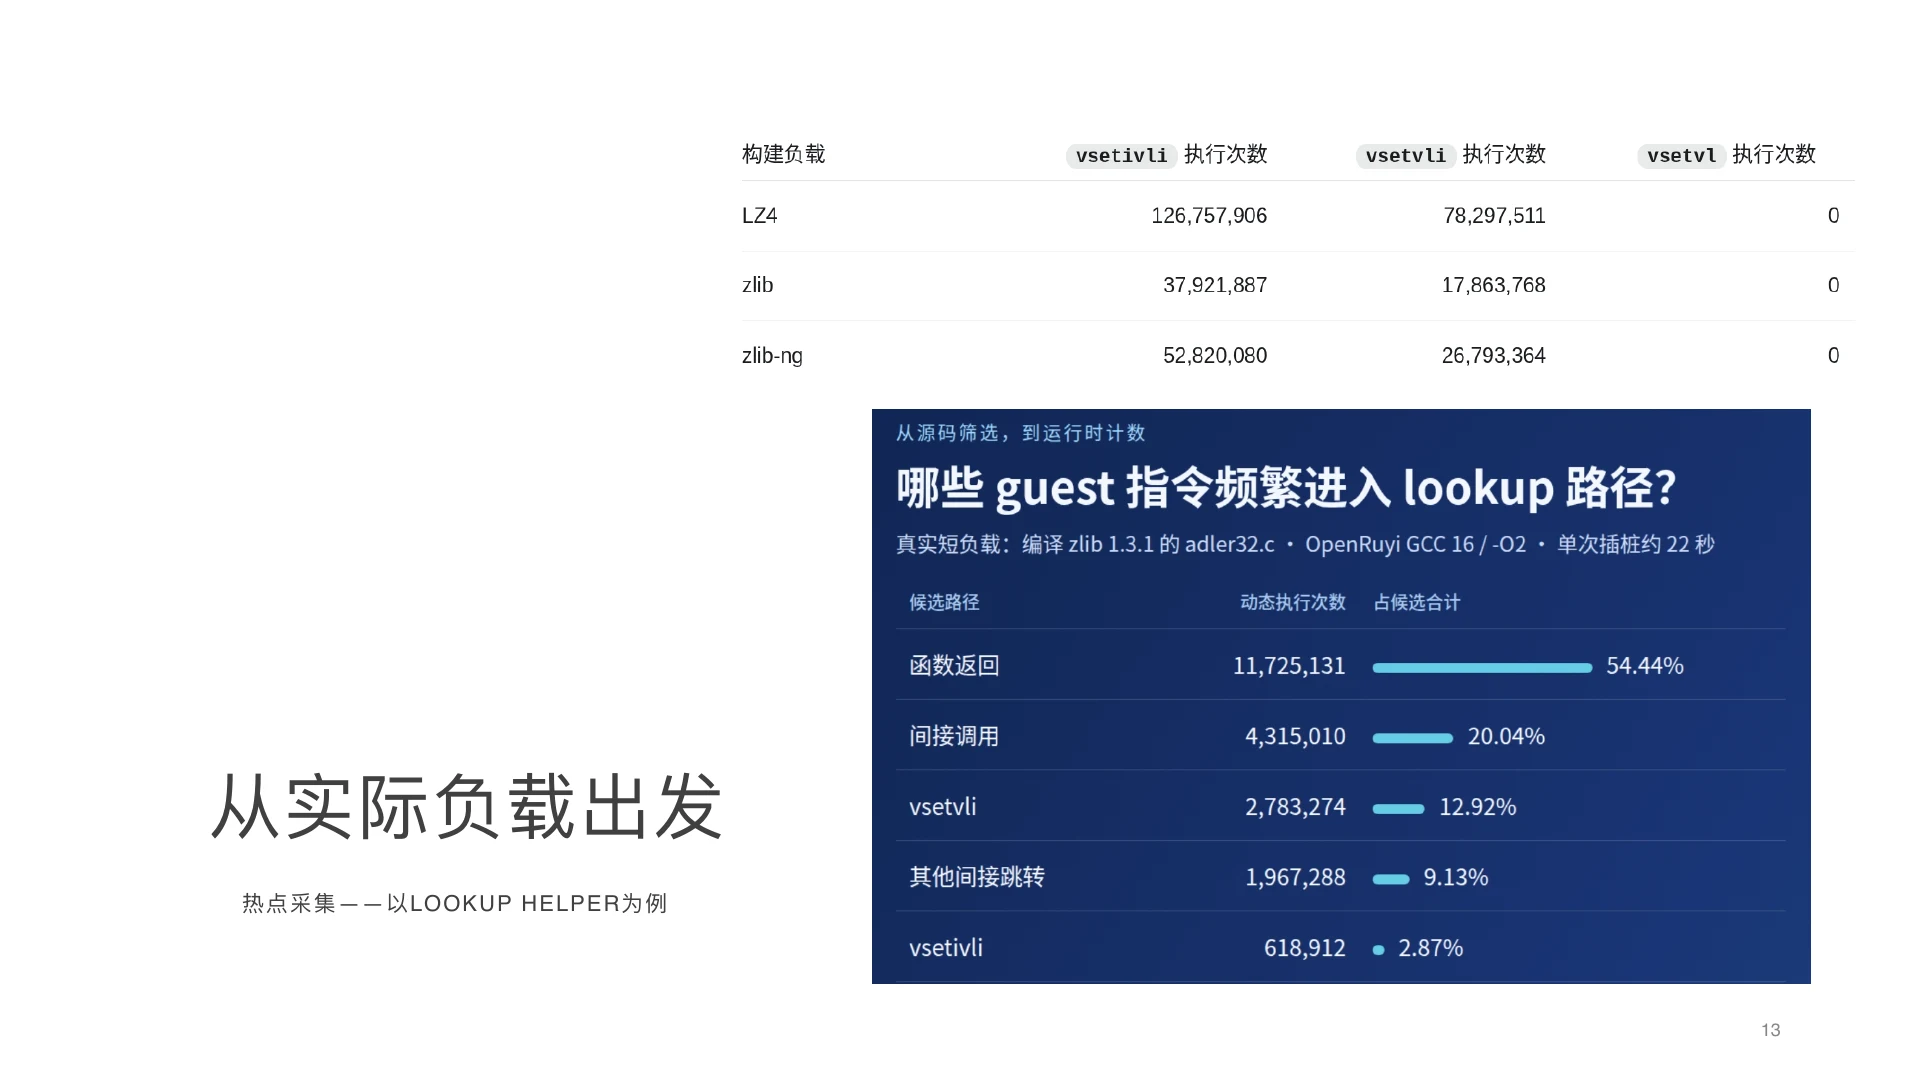 构建负载 vsetivli 执行次数 vsetvli 执行次数 vsetvl 执行次数
LZ4 126,757,906 78,297,511 0
zlib 37,921,887 17,863,768 0
zlib-ng 52,820,080 26,793,364 0
从源码筛选，到运行时计数
哪些 guest 指令频繁进入 lookup 路径？
真实短负载：编译 zlib 1.3.1 的 adler32.c • OpenRuyi GCC 16 / -O2 • 单次插桩约 22 秒
候选路径 动态执行次数 占候选合计
函数返回 11,725,131 54.44%
间接调用 4,315,010 20.04%
vsetvli 2,783,274 12.92%
其他间接跳转 1,967,288 9.13%
vsetivli 618,912 2.87%
从实际负载出发
热点采集——以LOOKUP HELPER为例
13